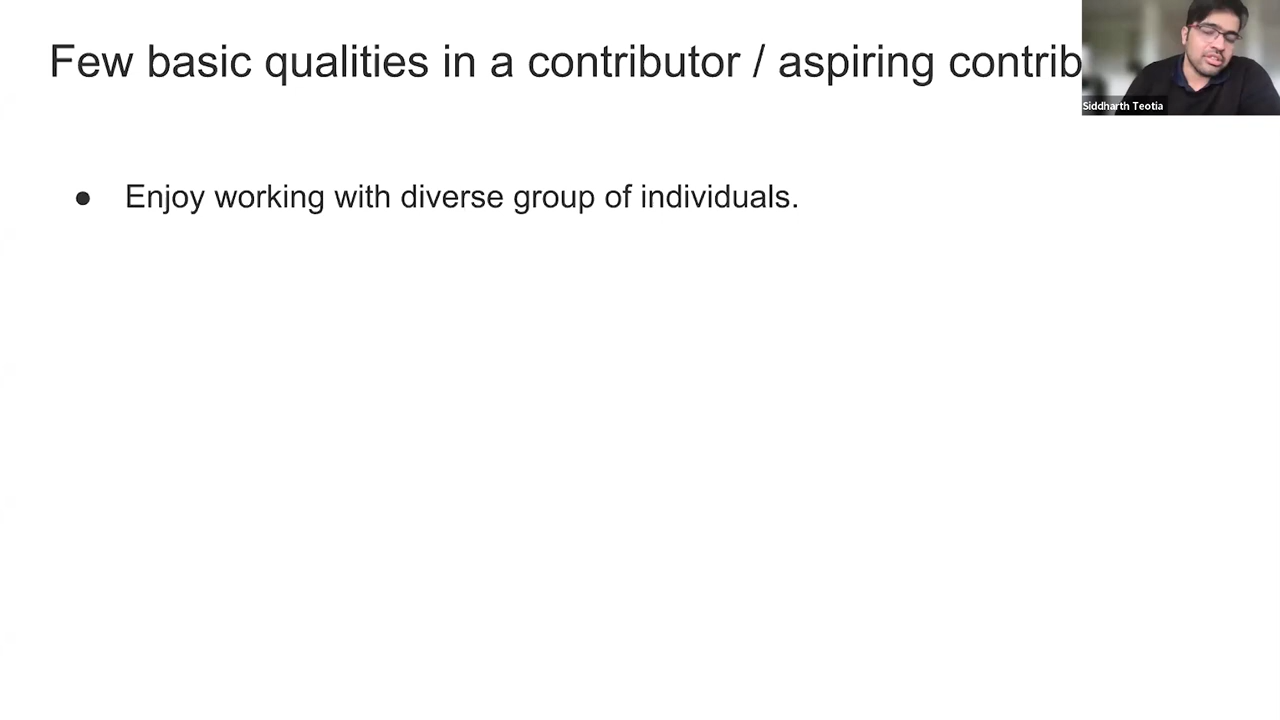 Few basic qualities in a contributor / aspiring contrib
Siddharth Teotia
● Enjoy working with diverse group of individuals.